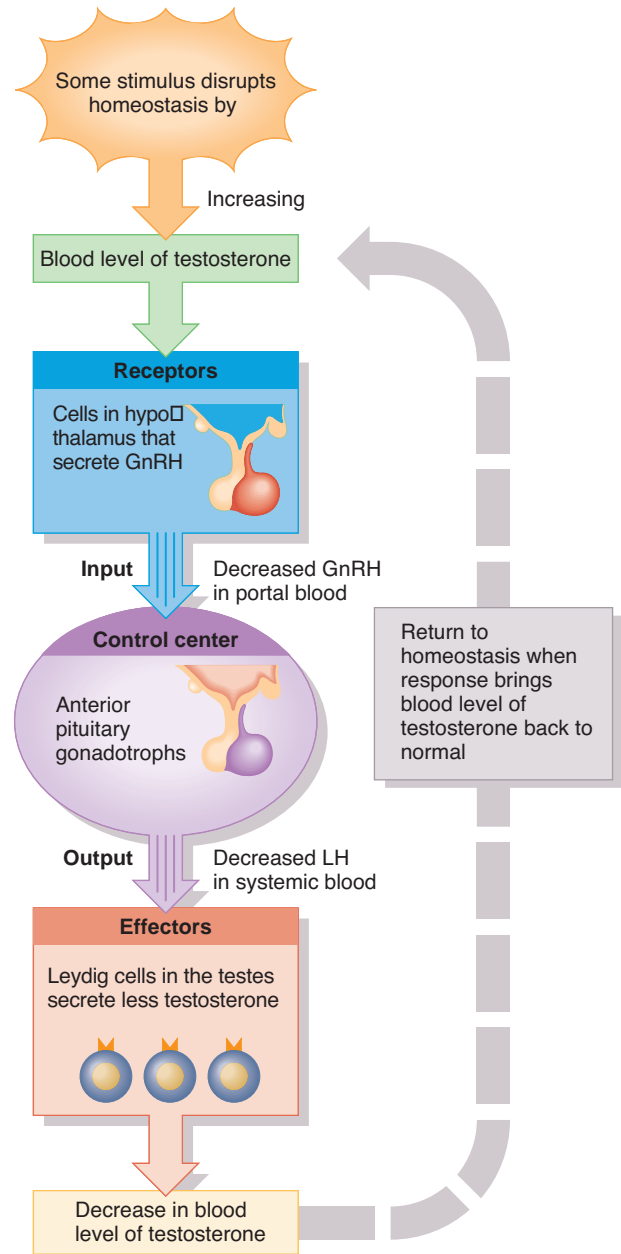 Some stimulus disrupts
homeostasis by
Increasing
Blood level of testosterone
Receptors
Cells in hypo□
thalamus that
secrete GnRH
Input
Decreased GnRH
in portal blood
Control center
Anterior
pituitary
gonadotrophs
Return to
homeostasis when
response brings
blood level of
testosterone back to
normal
Output
Decreased LH
in systemic blood
Effectors
Leydig cells in the testes
secrete less testosterone
Decrease in blood
level of testosterone